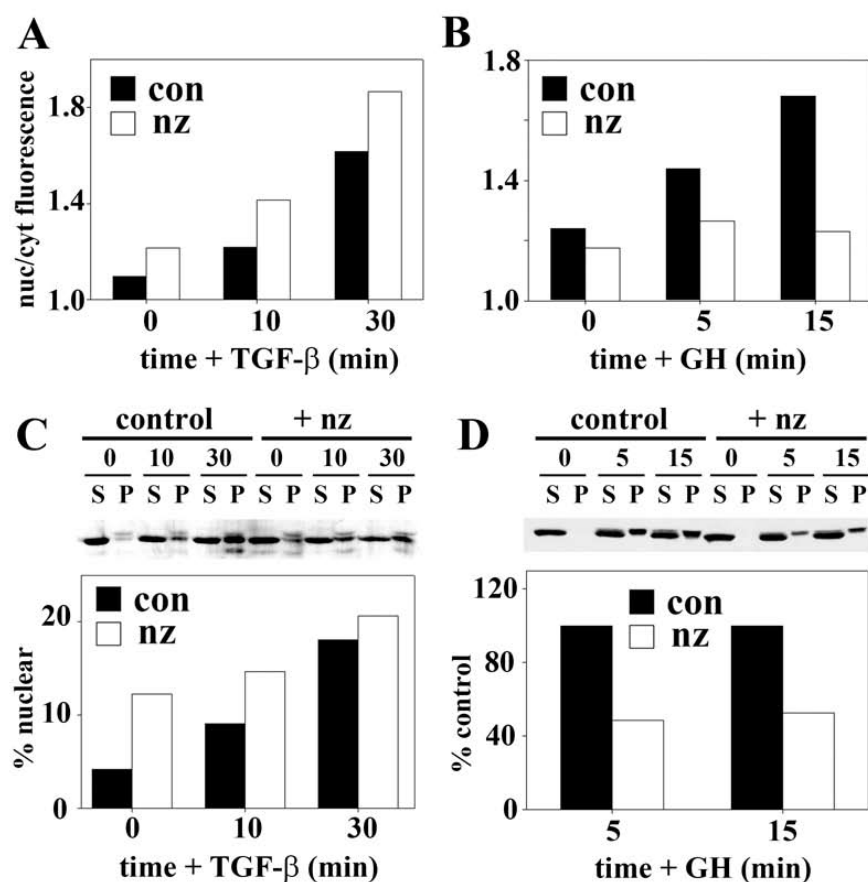 A
nuc/cyt fluorescence
1.8
1.4
1.0
con
nz
0 10 30
time + TGF-β (min)
B
1.8
1.4
1.0
con
nz
0 5 15
time + GH (min)
C
control + nz
0 10 30 0 10 30
S P S P S P S P S P S P
% nuclear
20
10
0
con
nz
0 10 30
time + TGF-β (min)
D
control + nz
0 5 15 0 5 15
S P S P S P S P S P S P
% control
120
80
40
0
con
nz
5 15
time + GH (min)